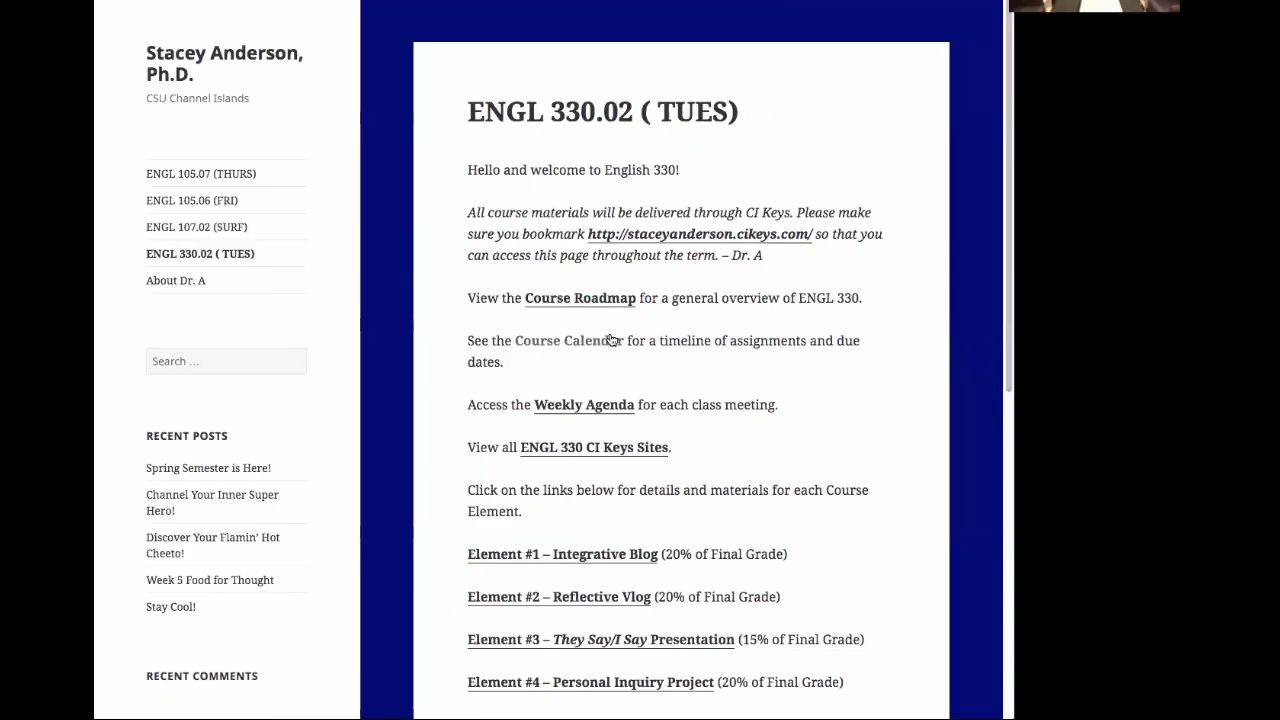 Stacey Anderson,
Ph.D.
CSU Channel Islands
ENGL 105.07 (THURS)
ENGL 105.06 (FRI)
ENGL 107.02 (SURF)
ENGL 330.02 ( TUES)
About Dr. A
Search …
RECENT POSTS
Spring Semester is Here!
Channel Your Inner Super
Hero!
Discover Your Flamin’ Hot
Cheeto!
Week 5 Food for Thought
Stay Cool!
RECENT COMMENTS
ENGL 330.02 ( TUES)
Hello and welcome to English 330!
All course materials will be delivered through CI Keys. Please make
sure you bookmark http://staceyanderson.cikeys.com/ so that you
can access this page throughout the term. – Dr. A
View the Course Roadmap for a general overview of ENGL 330.
See the Course Calendar for a timeline of assignments and due
dates.
Access the Weekly Agenda for each class meeting.
View all ENGL 330 CI Keys Sites.
Click on the links below for details and materials for each Course
Element.
Element #1 – Integrative Blog (20% of Final Grade)
Element #2 – Reflective Vlog (20% of Final Grade)
Element #3 – They Say/I Say Presentation (15% of Final Grade)
Element #4 – Personal Inquiry Project (20% of Final Grade)